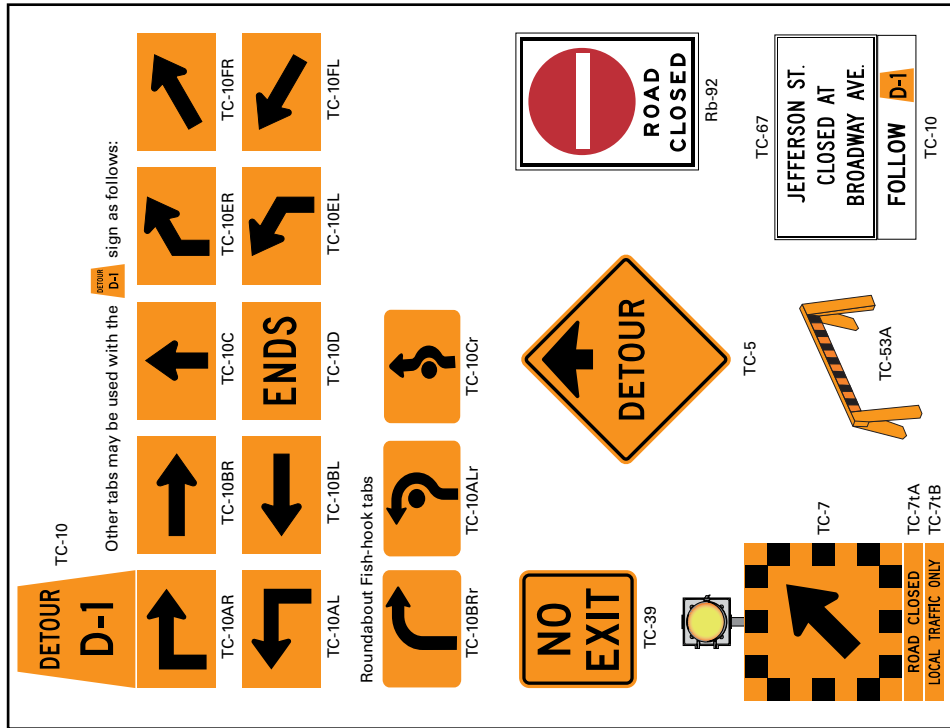 TC-10
DETOUR
D-1
Other tabs may be used with the DETOUR D-1 sign as follows:
TC-10AR
TC-10BR
TC-10C
TC-10ER
TC-10FR
ENDS
TC-10AL
TC-10BL
TC-10D
TC-10EL
TC-10FL
Roundabout Fish-hook tabs
TC-10BRr
TC-10ALr
TC-10Cr
NO
EXIT
TC-39
DETOUR
TC-5
ROAD
CLOSED
Rb-92
TC-7
ROAD CLOSED
TC-7tA
LOCAL TRAFFIC ONLY
TC-7tB
TC-53A
TC-67
JEFFERSON ST.
CLOSED AT
BROADWAY AVE.
FOLLOW D-1
TC-10